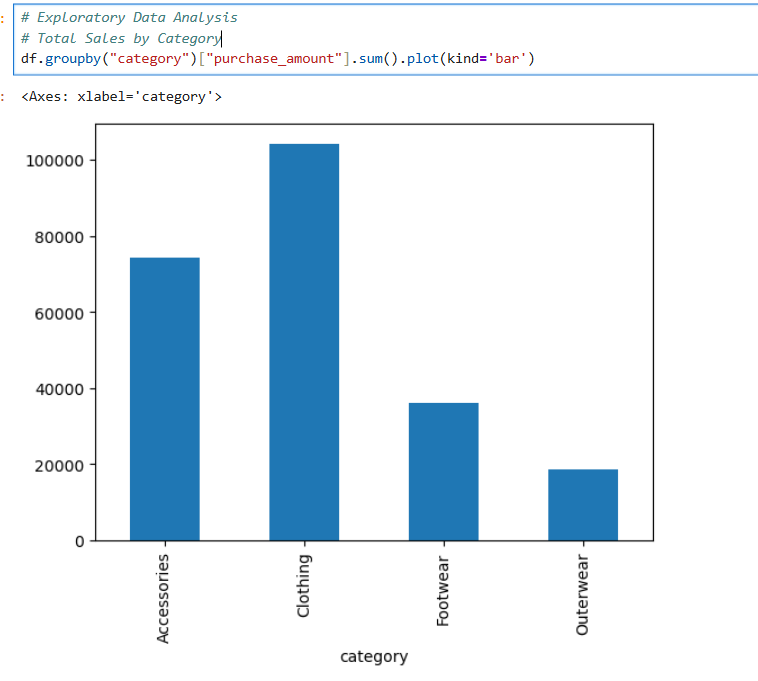 :
# Exploratory Data Analysis
# Total Sales by Category
df.groupby("category")["purchase_amount"].sum().plot(kind='bar')
:
<Axes: xlabel='category'>
100000
80000
60000
40000
20000
0
Accessories
Clothing
Footwear
Outerwear
category